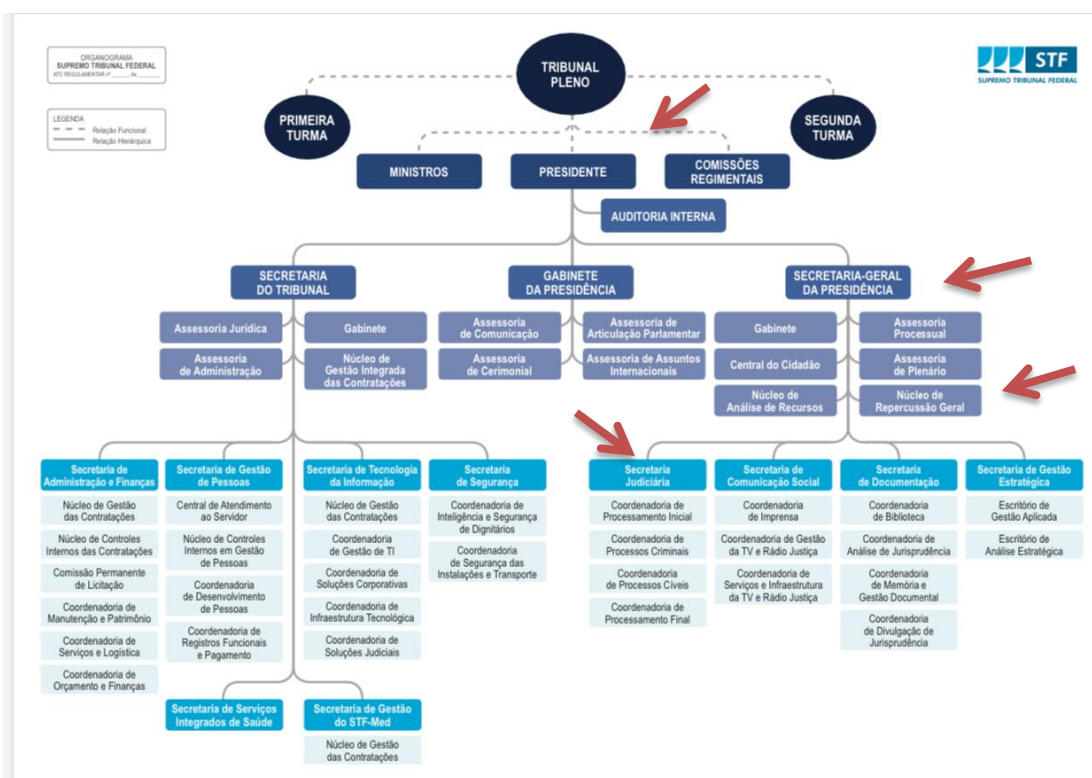 ORGANOGRAMA
SUPREMO TRIBUNAL FEDERAL
ATO REGULAMENTAR nº ______ de ________
STF
SUPREMO TRIBUNAL FEDERAL
LEGENDA
Relação Funcional
Relação Hierárquica
TRIBUNAL
PLENO
PRIMEIRA
TURMA
SEGUNDA
TURMA
MINISTROS
PRESIDENTE
COMISSÕES
REGIMENTAIS
AUDITORIA INTERNA
SECRETARIA
DO TRIBUNAL
GABINETE
DA PRESIDÊNCIA
SECRETARIA-GERAL
DA PRESIDÊNCIA
Assessoria Jurídica
Gabinete
Assessoria
de Administração
Núcleo de
Gestão Integrada
das Contratações
Assessoria
de Comunicação
Assessoria de
Articulação Parlamentar
Assessoria
de Cerimonial
Assessoria de Assuntos
Internacionais
Gabinete
Assessoria
Processual
Central do Cidadão
Assessoria
de Plenário
Núcleo de
Análise de Recursos
Núcleo de
Repercussão Geral
Secretaria de
Administração e Finanças
Núcleo de Gestão
das Contratações
Núcleo de Controles
Internos das Contratações
Comissão Permanente
de Licitação
Coordenadoria de
Manutenção e Patrimônio
Coordenadoria de
Serviços e Logística
Coordenadoria de
Orçamento e Finanças
Secretaria de Gestão
de Pessoas
Central de Atendimento
ao Servidor
Núcleo de Controles
Internos em Gestão
de Pessoas
Coordenadoria
de Desenvolvimento
de Pessoas
Coordenadoria de
Registros Funcionais
e Pagamento
Secretaria de Tecnologia
da Informação
Núcleo de Gestão
das Contratações
Coordenadoria
de Gestão de TI
Coordenadoria de
Soluções Corporativas
Coordenadoria de
Infraestrutura Tecnológica
Coordenadoria de
Soluções Judiciais
Secretaria
de Segurança
Coordenadoria de
Inteligência e Segurança
de Dignitários
Coordenadoria
de Segurança das
Instalações e Transporte
Secretaria
Judiciária
Coordenadoria de
Processamento Inicial
Coordenadoria de
Processos Criminais
Coordenadoria
de Processos Cíveis
Coordenadoria de
Processamento Final
Secretaria de
Comunicação Social
Coordenadoria
de Imprensa
Coordenadoria de Gestão
da TV e Rádio Justiça
Coordenadoria de
Serviços e Infraestrutura
da TV e Rádio Justiça
Secretaria
de Documentação
Coordenadoria
de Biblioteca
Coordenadoria de
Análise de Jurisprudência
Coordenadoria
de Memória e
Gestão Documental
Coordenadoria
de Divulgação de
Jurisprudência
Secretaria de Gestão
Estratégica
Escritório de
Gestão Aplicada
Escritório de
Análise Estratégica
Secretaria de Serviços
Integrados de Saúde
Secretaria de Gestão
do STF-Med
Núcleo de Gestão
das Contratações